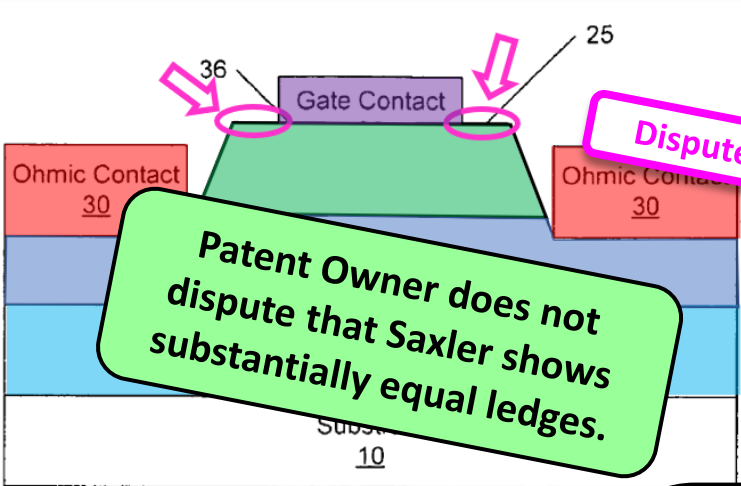 36
25
Gate Contact
Dispute
Ohmic Contact
30
Ohmic Contact
30
Patent Owner does not
dispute that Saxler shows
substantially equal ledges.
10